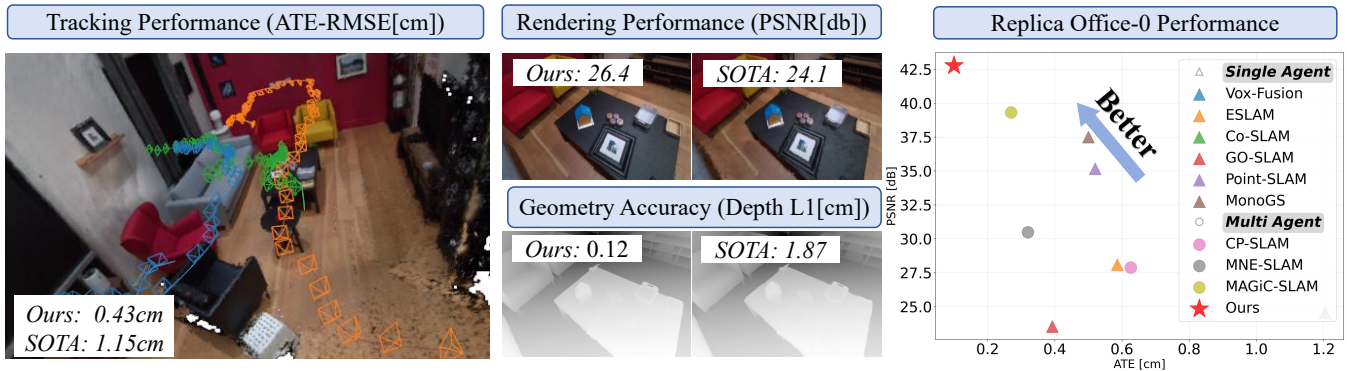 Tracking Performance (ATE-RMSE[cm])
Ours: 0.43cm
SOTA: 1.15cm
Rendering Performance (PSNR[db])
Ours: 26.4
SOTA: 24.1
Geometry Accuracy (Depth L1[cm])
Ours: 0.12
SOTA: 1.87
Replica Office-0 Performance
PSNR [dB]
42.5
40.0
37.5
35.0
32.5
30.0
27.5
25.0
Better
Single Agent
Vox-Fusion
ESLAM
Co-SLAM
GO-SLAM
Point-SLAM
MonoGS
Multi Agent
CP-SLAM
MNE-SLAM
MAGiC-SLAM
Ours
0.2 0.4 0.6 0.8 1.0 1.2
ATE [cm]